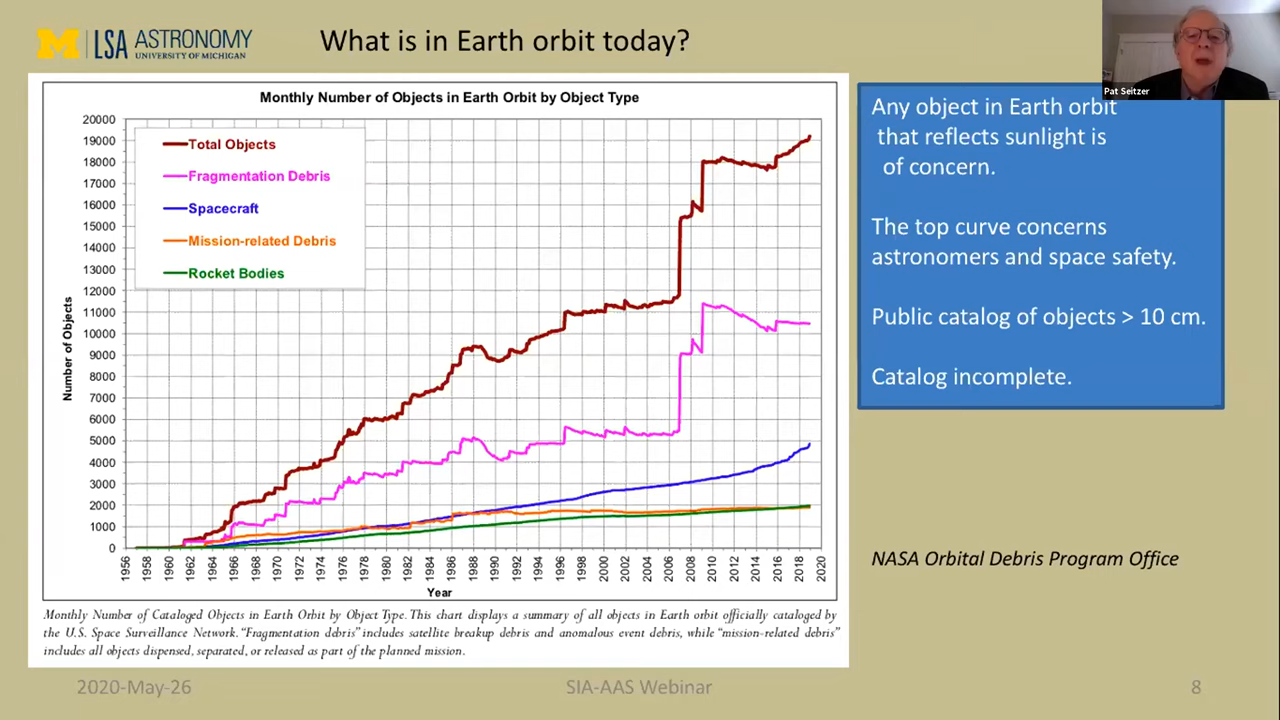 M | LSA ASTRONOMY
UNIVERSITY OF MICHIGAN
What is in Earth orbit today?
Pat Seitzer
Monthly Number of Objects in Earth Orbit by Object Type
20000
19000
18000
17000
16000
15000
14000
13000
12000
11000
10000
9000
8000
7000
6000
5000
4000
3000
2000
1000
0
Number of Objects
Total Objects
Fragmentation Debris
Spacecraft
Mission-related Debris
Rocket Bodies
1956
1958
1960
1962
1964
1966
1968
1970
1972
1974
1976
1978
1980
1982
1984
1986
1988
1990
1992
1994
1996
1998
2000
2002
2004
2006
2008
2010
2012
2014
2016
2018
2020
Year
Monthly Number of Cataloged Objects in Earth Orbit by Object Type. This chart displays a summary of all objects in Earth orbit officially cataloged by
the U.S. Space Surveillance Network. “Fragmentation debris” includes satellite breakup debris and anomalous event debris, while “mission-related debris”
includes all objects dispensed, separated, or released as part of the planned mission.
Any object in Earth orbit
that reflects sunlight is
of concern.
The top curve concerns
astronomers and space safety.
Public catalog of objects > 10 cm.
Catalog incomplete.
NASA Orbital Debris Program Office
2020-May-26
SIA-AAS Webinar
8